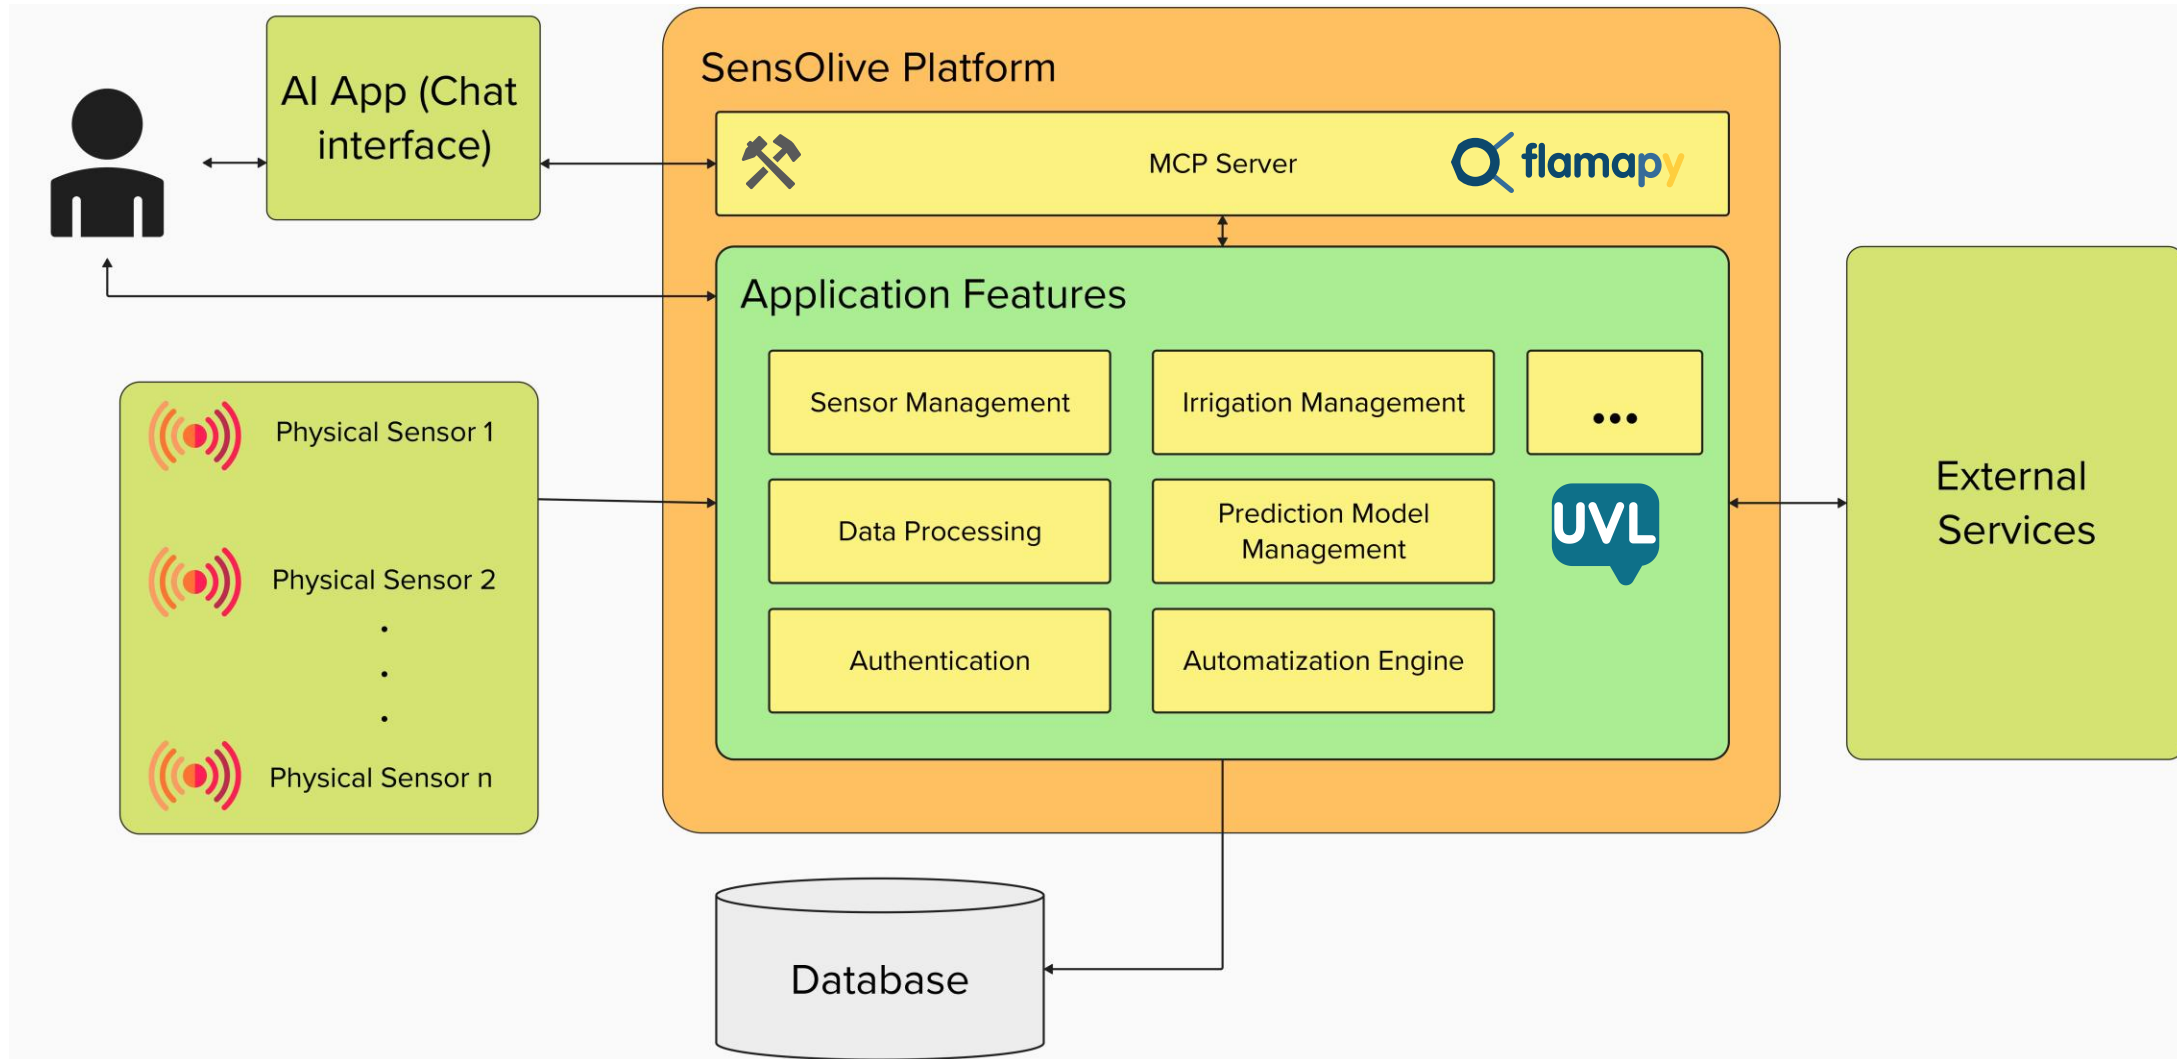 AI App (Chat
interface)
SensOlive Platform
MCP Server
flamapy
Application Features
Sensor Management
Irrigation Management
...
Data Processing
Prediction Model
Management
UVL
Authentication
Automatization Engine
Physical Sensor 1
Physical Sensor 2
.
.
.
Physical Sensor n
External
Services
Database